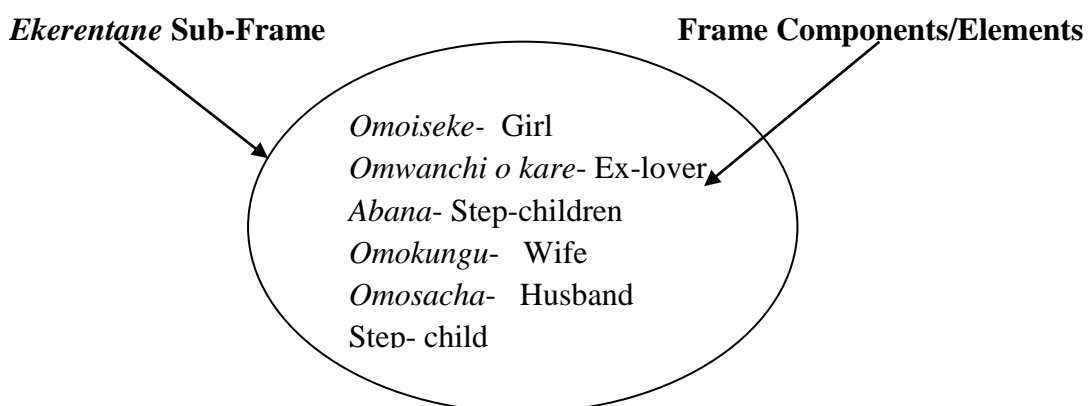 Ekerentane Sub-Frame Frame Components/Elements
Omoiseke- Girl
Omwanchi o kare- Ex-lover
Abana- Step-children
Omokungu- Wife
Omosacha- Husband
Step- child